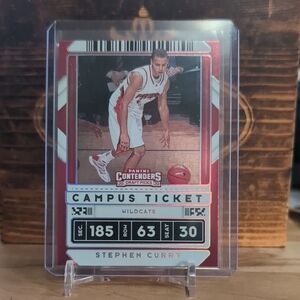 PANINI
CONTENDERS
DRAFT PICKS
CAMPUS TICKET
WILDCATS
SEC. 185 ROW 63 SEAT 30
STEPHEN CURRY